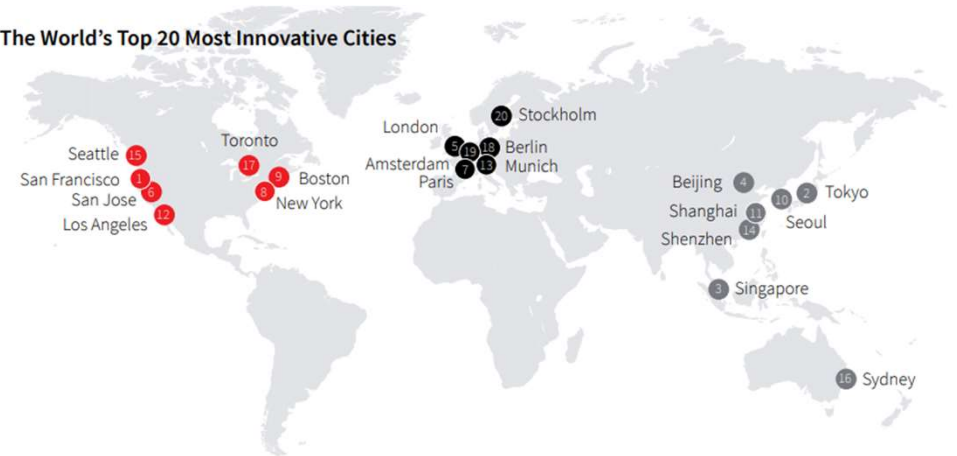 The World's Top 20 Most Innovative Cities
20 Stockholm
London
Toronto
5
19
18 Berlin
Seattle 15
Amsterdam
13 Munich
17
7
Paris
San Francisco 1
9 Boston
Beijing 4
6
San Jose
8
New York
10
2 Tokyo
Shanghai 11
Seoul
12
Los Angeles
14
Shenzhen
3 Singapore
16 Sydney